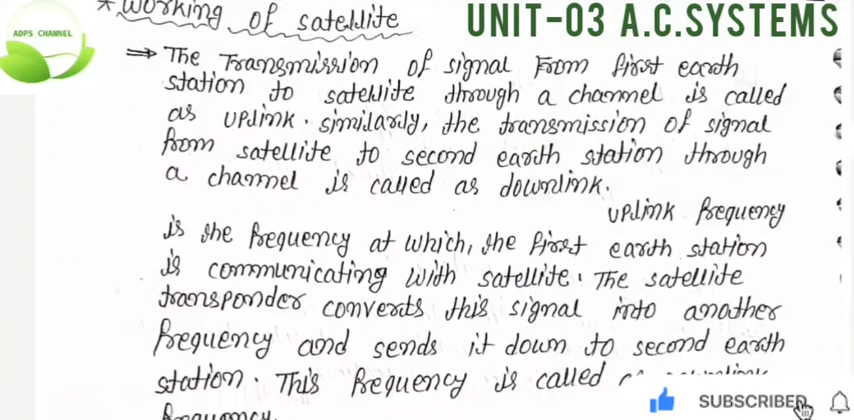 ADPS CHANNEL
UNIT-03 A.C.SYSTEMS
* Working of satellite
⇒ The Transmission of signal From first earth
station to satellite through a channel is called
as uplink. similarly, the transmission of signal
from satellite to second earth station through
a channel is called as downlink.
uplink frequency
is the frequency at which, the first earth station
is communicating with satellite. The satellite
transponder converts this signal into another
frequency and sends it down to second earth
station. This frequency is called
frequency.
SUBSCRIBED